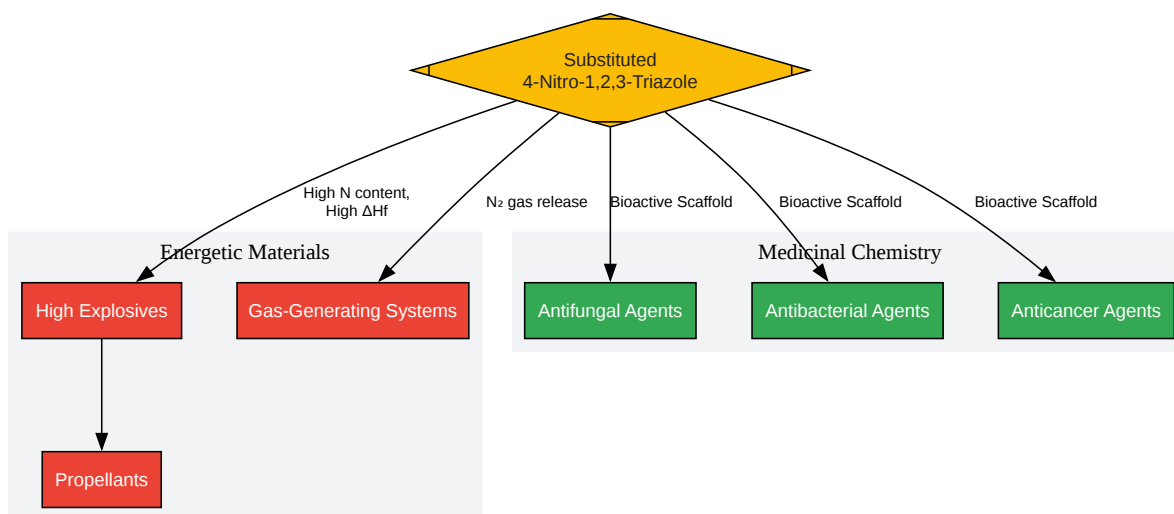 Substituted
4-Nitro-1,2,3-Triazole
High N content,
High ΔHf
N₂ gas release
Bioactive Scaffold
Bioactive Scaffold
Bioactive Scaffold
Energetic Materials
Medicinal Chemistry
High Explosives
Gas-Generating Systems
Antifungal Agents
Antibacterial Agents
Anticancer Agents
Propellants